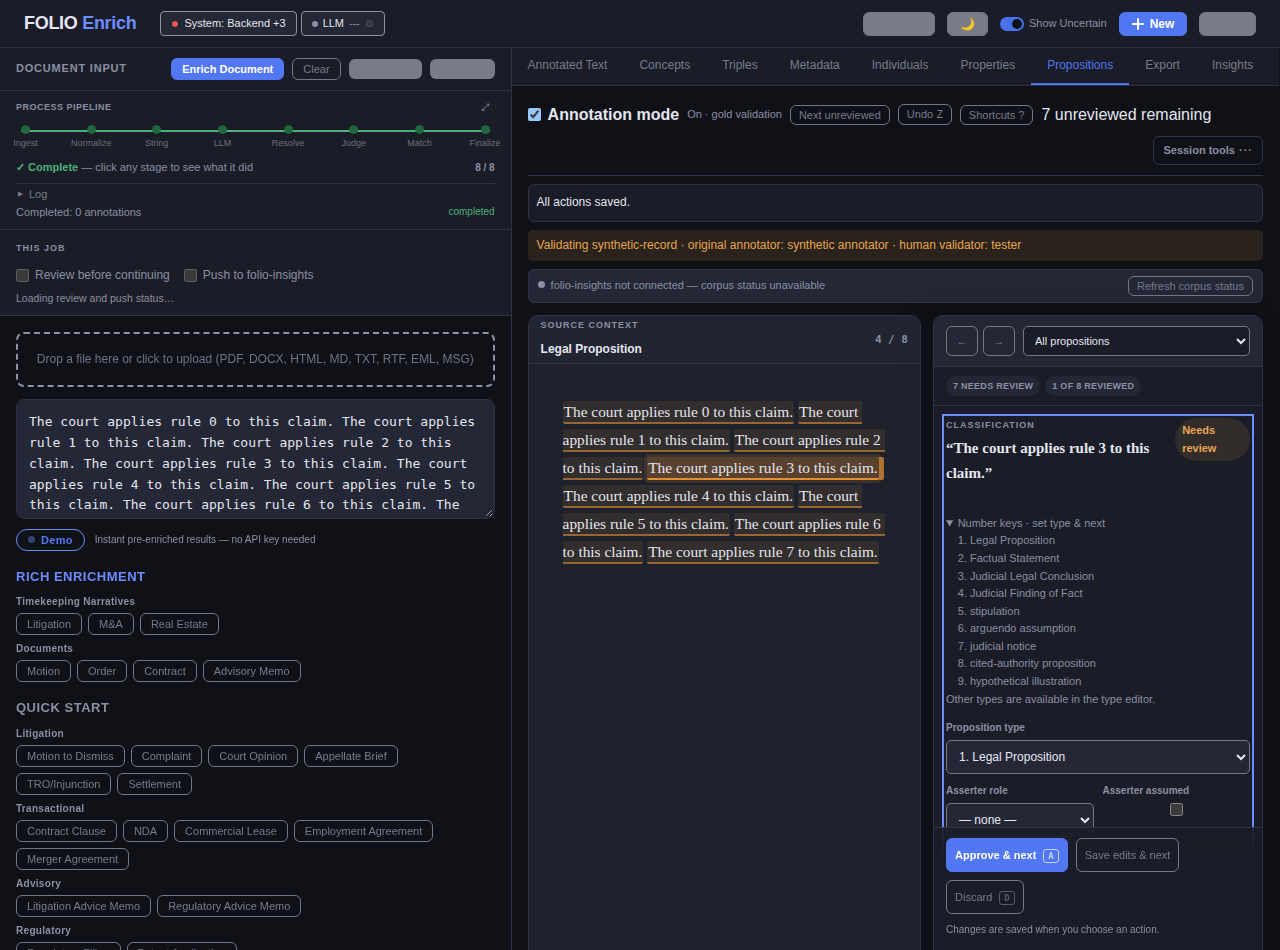 FOLIO Enrich
System: Backend +3
LLM ---
Show Uncertain
New
DOCUMENT INPUT
Enrich Document
Clear
Annotated Text
Concepts
Triples
Metadata
Individuals
Properties
Propositions
Export
Insights
PROCESS PIPELINE
Ingest
Normalize
String
LLM
Resolve
Judge
Match
Finalize
✓ Complete — click any stage to see what it did
8 / 8
► Log
Completed: 0 annotations
completed
THIS JOB
Review before continuing
Push to folio-insights
Loading review and push status…
Drop a file here or click to upload (PDF, DOCX, HTML, MD, TXT, RTF, EML, MSG)
The court applies rule 0 to this claim. The court applies
rule 1 to this claim. The court applies rule 2 to this
claim. The court applies rule 3 to this claim. The court
applies rule 4 to this claim. The court applies rule 5 to
this claim. The court applies rule 6 to this claim. The
Demo
Instant pre-enriched results — no API key needed
RICH ENRICHMENT
Timekeeping Narratives
Litigation
M&A
Real Estate
Documents
Motion
Order
Contract
Advisory Memo
QUICK START
Litigation
Motion to Dismiss
Complaint
Court Opinion
Appellate Brief
TRO/Injunction
Settlement
Transactional
Contract Clause
NDA
Commercial Lease
Employment Agreement
Merger Agreement
Advisory
Litigation Advice Memo
Regulatory Advice Memo
Regulatory
Annotation mode
On · gold validation
Next unreviewed
Undo Z
Shortcuts ?
7 unreviewed remaining
Session tools ···
All actions saved.
Validating synthetic-record · original annotator: synthetic annotator · human validator: tester
folio-insights not connected — corpus status unavailable
Refresh corpus status
SOURCE CONTEXT
Legal Proposition
4 / 8
The court applies rule 0 to this claim. The court
applies rule 1 to this claim. The court applies rule 2
to this claim. The court applies rule 3 to this claim.
The court applies rule 4 to this claim. The court
applies rule 5 to this claim. The court applies rule 6
to this claim. The court applies rule 7 to this claim.
←
→
All propositions
7 NEEDS REVIEW
1 OF 8 REVIEWED
CLASSIFICATION
“The court applies rule 3 to this
claim.”
Needs
review
▼ Number keys · set type & next
1. Legal Proposition
2. Factual Statement
3. Judicial Legal Conclusion
4. Judicial Finding of Fact
5. stipulation
6. arguendo assumption
7. judicial notice
8. cited-authority proposition
9. hypothetical illustration
Other types are available in the type editor.
Proposition type
1. Legal Proposition
Asserter role
Asserter assumed
— none —
Approve & next A
Save edits & next
Discard D
Changes are saved when you choose an action.